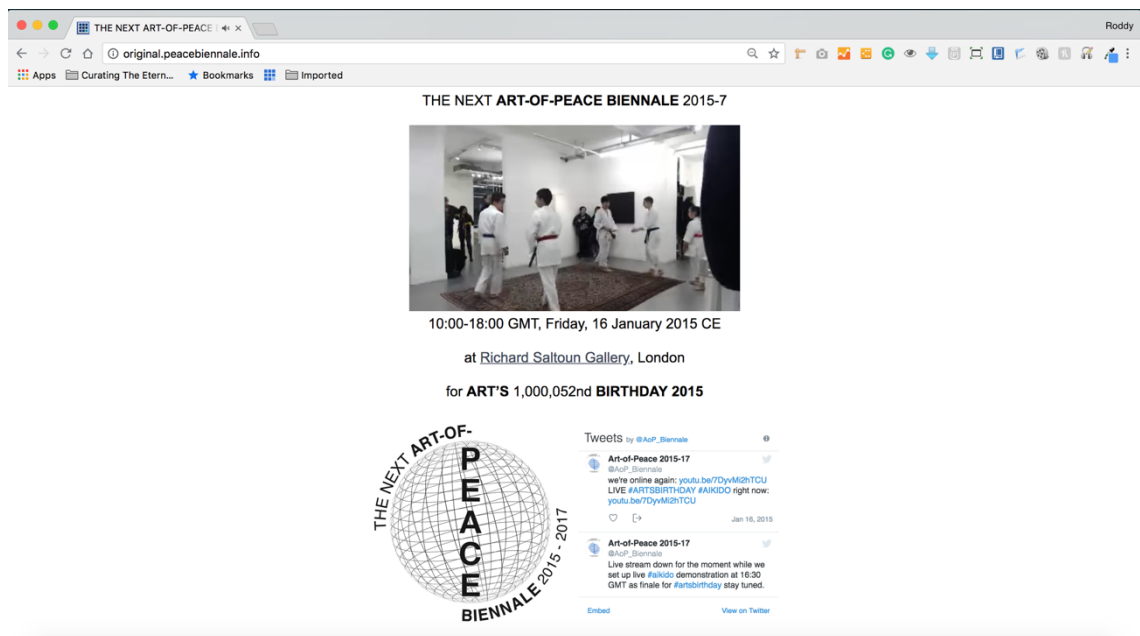 THE NEXT ART-OF-PEACE
Roddy
original.peacebiennale.info
Apps
Curating The Etern...
Bookmarks
Imported
THE NEXT ART-OF-PEACE BIENNALE 2015-7
10:00-18:00 GMT, Friday, 16 January 2015 CE
at Richard Saltoun Gallery, London
for ART'S 1,000,052nd BIRTHDAY 2015
THE NEXT ART-OF-
PEACE
BIENNALE 2015 - 2017
Tweets by @AoP_Biennale
Art-of-Peace 2015-17
@AoP_Biennale
we're online again: youtu.be/7DyvMi2hTCU
LIVE #ARTSBIRTHDAY #AIKIDO right now:
youtu.be/7DyvMi2hTCU
Jan 16, 2015
Art-of-Peace 2015-17
@AoP_Biennale
Live stream down for the moment while we
set up live #aikido demonstration at 16:30
GMT as finale for #artsbirthday stay tuned.
Embed
View on Twitter